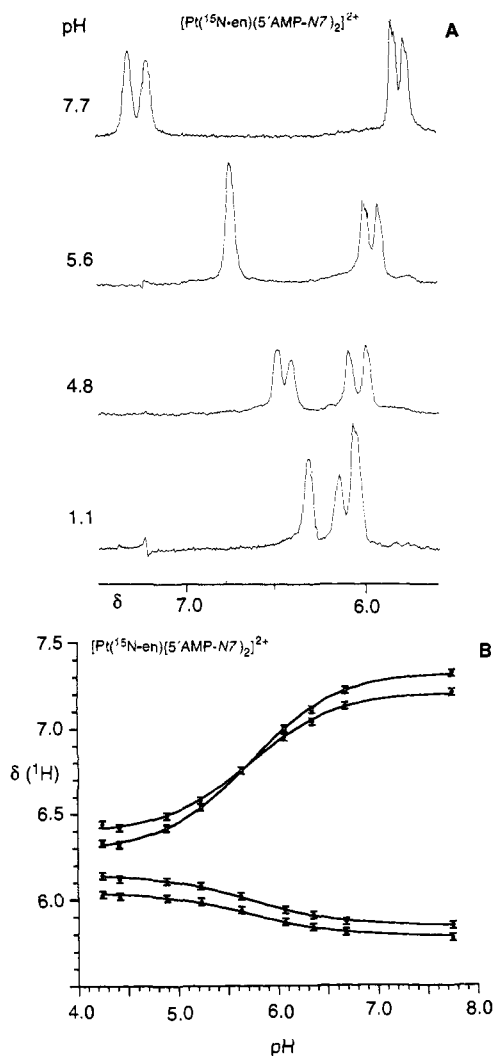 pH
[Pt(¹⁵N-en)(5′AMP-N7)₂]²⁺
A
7.7
5.6
4.8
1.1
δ 7.0 6.0
[Pt(¹⁵N-en)(5′AMP-N7)₂]²⁺
B
7.5
7.0
δ (¹H)
6.5
6.0
4.0 5.0 6.0 7.0 8.0
pH